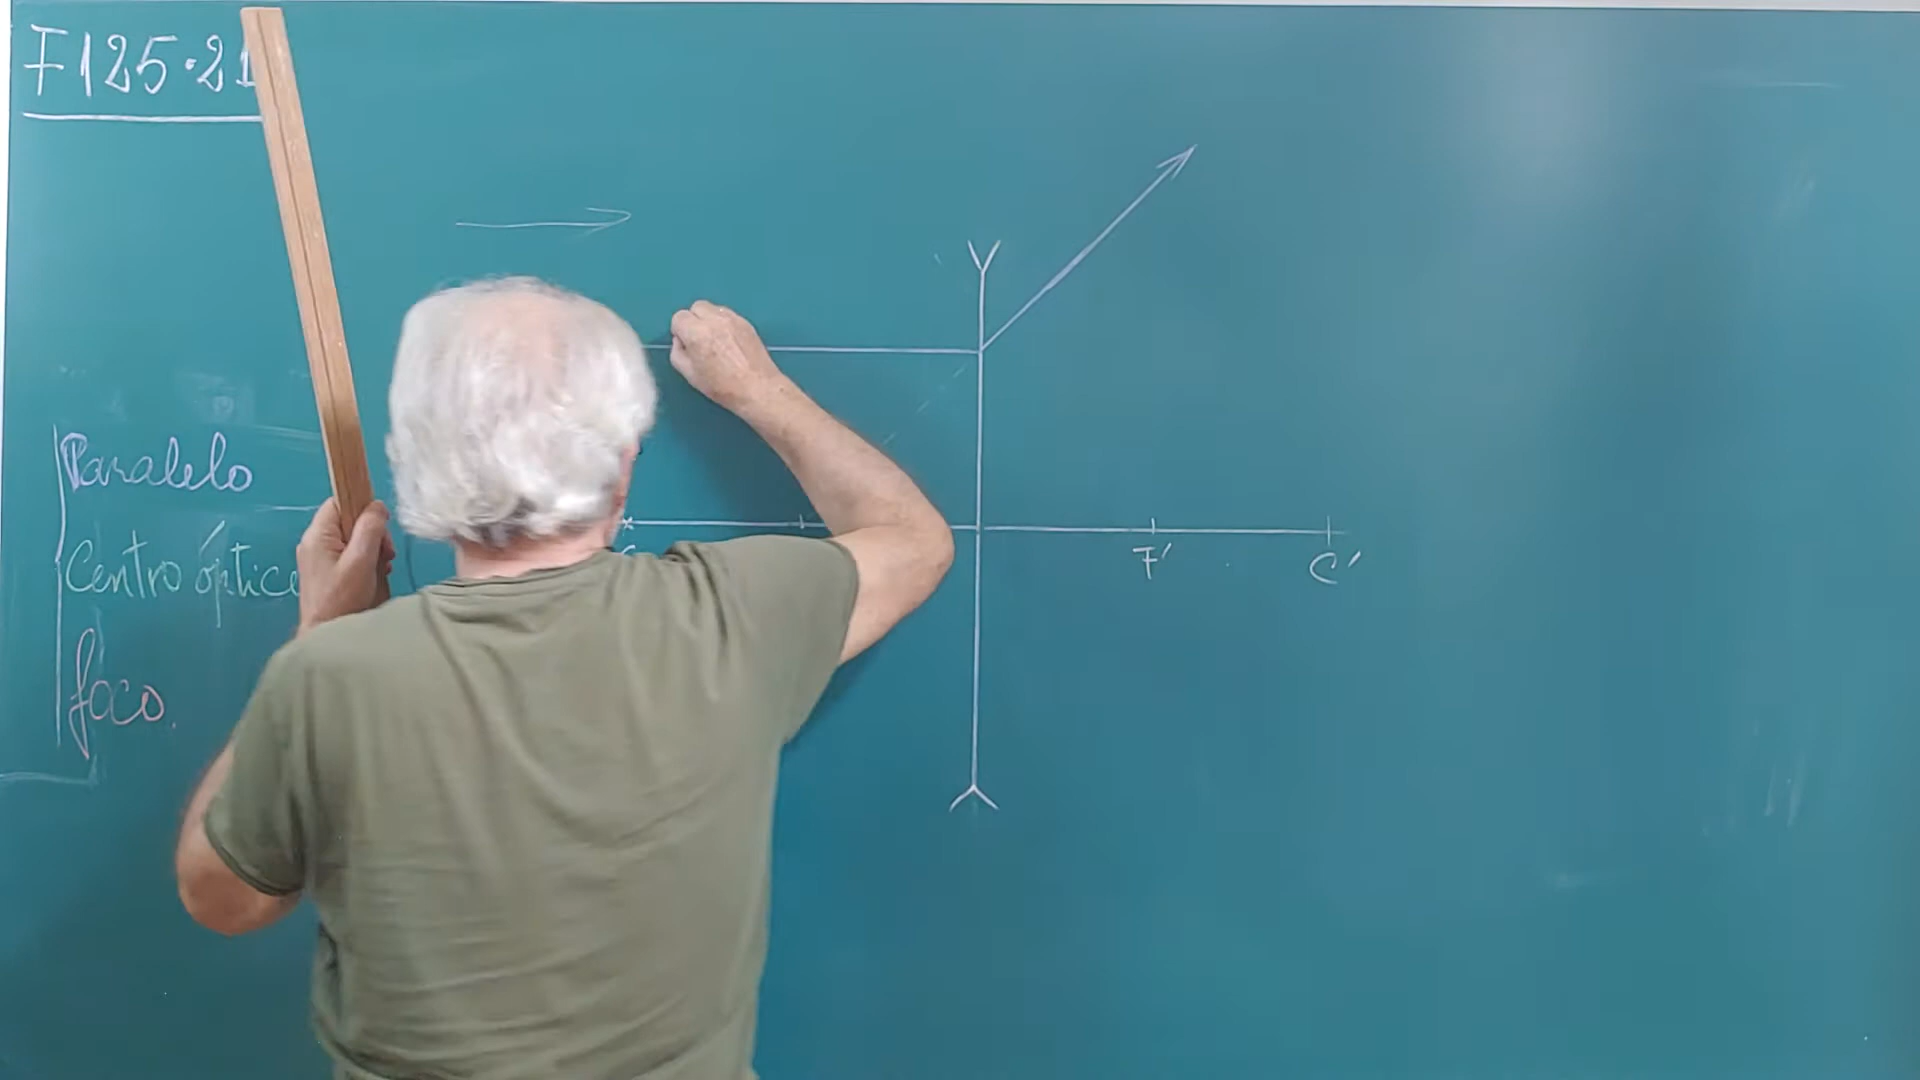 F125.21
Paralelo
Centro óptico
foco.
F'
C'